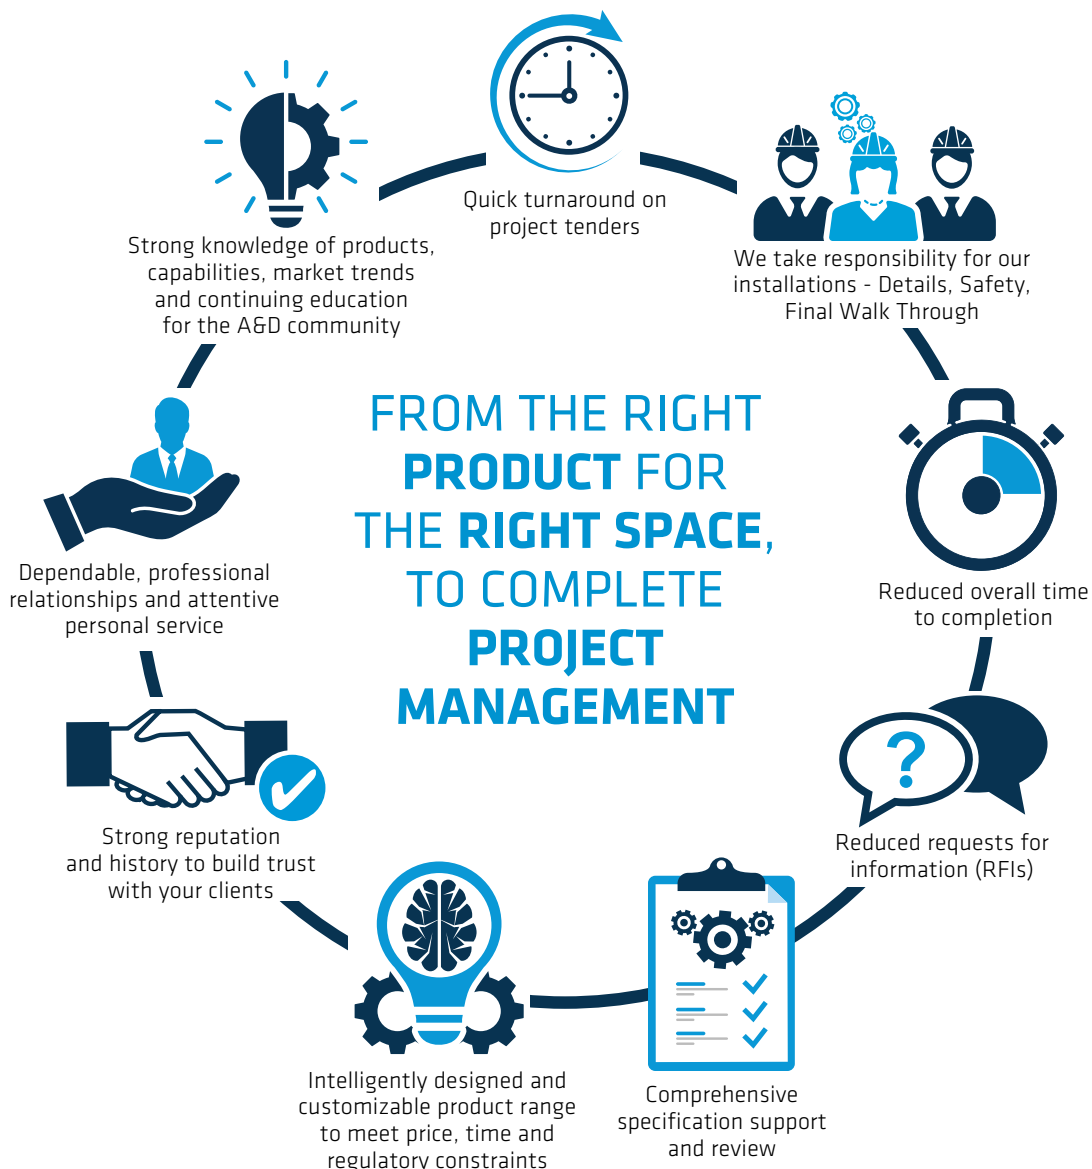 Quick turnaround on
project tenders
We take responsibility for our
installations - Details, Safety,
Final Walk Through
Reduced overall time
to completion
Reduced requests for
information (RFIs)
Comprehensive
specification support
and review
Intelligently designed and
customizable product range
to meet price, time and
regulatory constraints
Strong reputation
and history to build trust
with your clients
Dependable, professional
relationships and attentive
personal service
Strong knowledge of products,
capabilities, market trends
and continuing education
for the A&D community
FROM THE RIGHT
PRODUCT FOR
THE RIGHT SPACE,
TO COMPLETE
PROJECT
MANAGEMENT
?